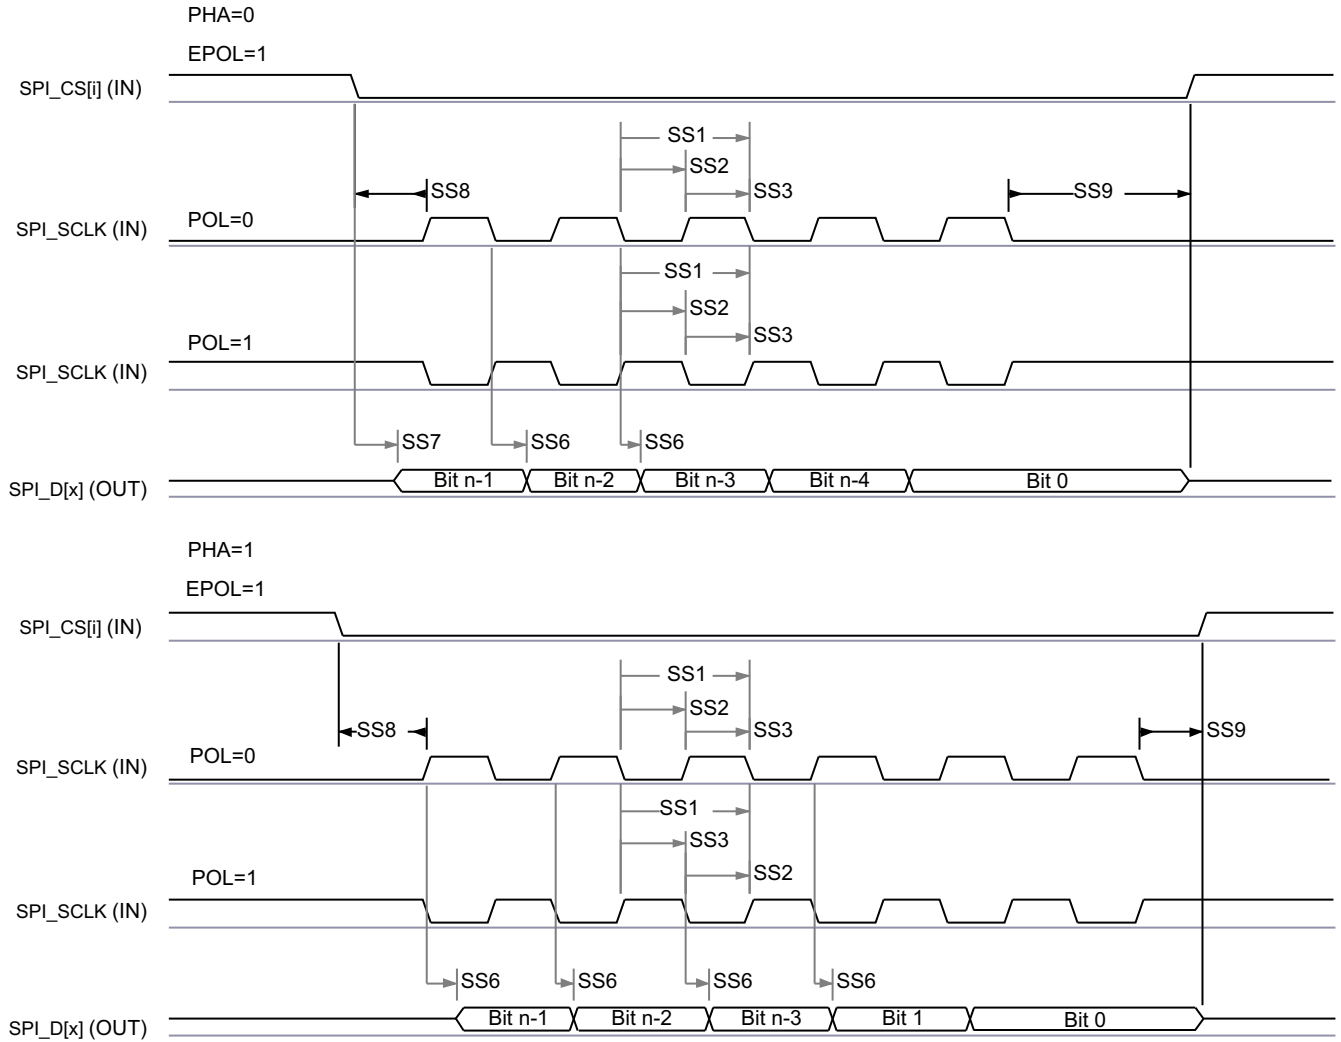 PHA=0
EPOL=1
SPI_CS[i] (IN)
SS1
SS2
SS8 SS3 SS9
POL=0
SPI_SCLK (IN)
SS1
SS2
SS3
POL=1
SPI_SCLK (IN)
SS7 SS6 SS6
Bit n-1 Bit n-2 Bit n-3 Bit n-4 Bit 0
SPI_D[x] (OUT)
PHA=1
EPOL=1
SPI_CS[i] (IN)
SS1
SS2
SS8 SS3 SS9
POL=0
SPI_SCLK (IN)
SS1
SS3
SS2
POL=1
SPI_SCLK (IN)
SS6 SS6 SS6 SS6
Bit n-1 Bit n-2 Bit n-3 Bit 1 Bit 0
SPI_D[x] (OUT)